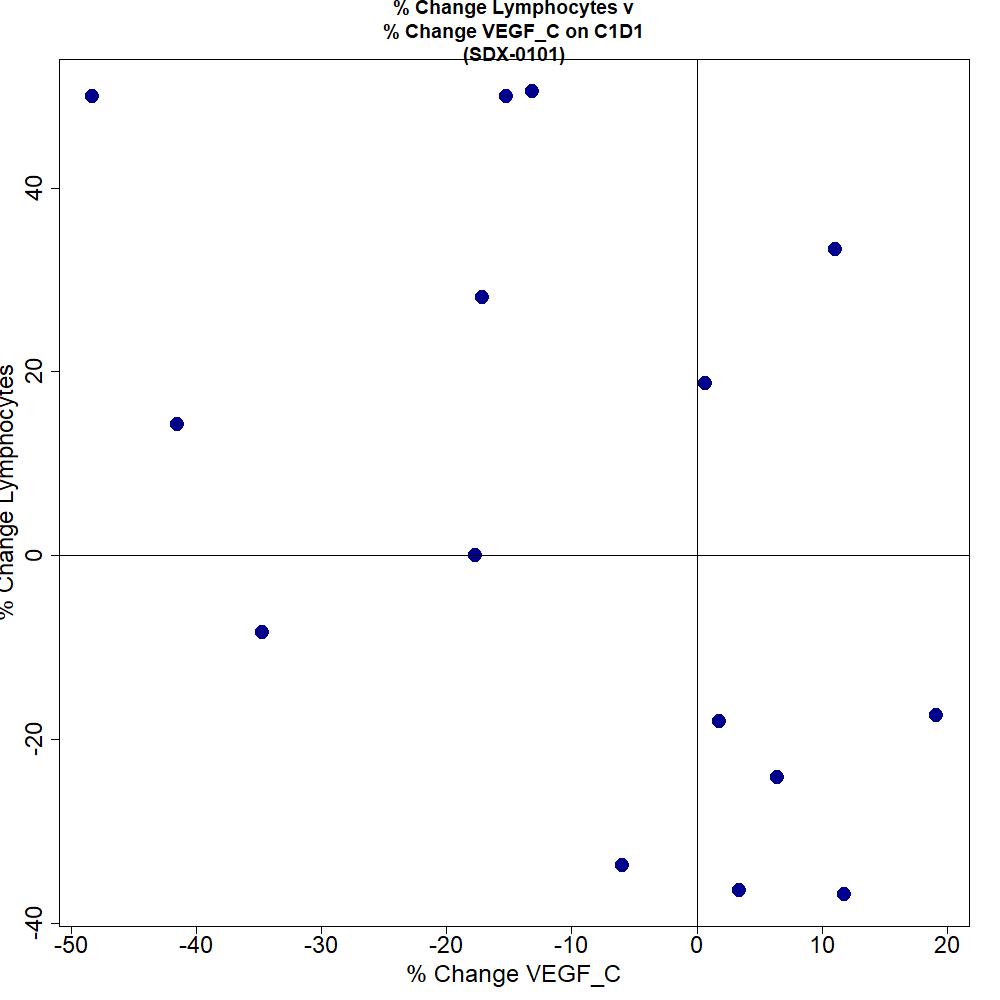 % Change Lymphocytes v
% Change VEGF_C on C1D1
(SDX-0101)
% Change Lymphocytes
40
20
0
-20
-40
-50
-40
-30
-20
-10
0
10
20
% Change VEGF_C